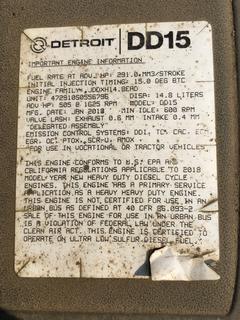 DETROIT DD15
IMPORTANT ENGINE INFORMATION
FUEL RATE AT ADV. HP: 291.0 MM3/STROKE
INITIAL INJECTION TIMING: 15.0 DEG BTC
ENGINE FAMILY: JDDXH14.8EAD
UNIT: DISP: 14.8 LITERS
ADV HP: 505 @ 1625 RPM MODEL: DD15
MFG. DATE: JAN 2018 MIN IDLE: 600 RPM
VALVE LASH: EXHAUST 0.6 MM INTAKE 0.4 MM
"DELEGATED ASSEMBLY"
EMISSION CONTROL SYSTEMS: DDI, TCM, CAC, ECM
EGR, OCI, PTOX, SCR-U, AMOX
FOR USE IN VOCATIONAL OR TRACTOR VEHICLES
THIS ENGINE CONFORMS TO U.S. EPA AND
CALIFORNIA REGULATIONS APPLICABLE TO 2018
MODEL YEAR NEW HEAVY DUTY DIESEL CYCLE
ENGINES. THIS ENGINE HAS A PRIMARY SERVICE
APPLICATION AS A HEAVY HEAVY DUTY ENGINE.
THIS ENGINE IS NOT CERTIFIED FOR USE IN AN
URBAN BUS AS DEFINED AT 40 CFR 86.093-2
SALE OF THIS ENGINE FOR USE IN AN URBAN BUS
IS A VIOLATION OF FEDERAL LAW UNDER THE
CLEAN AIR ACT. THIS ENGINE IS CERTIFIED TO
OPERATE ON ULTRA LOW SULFUR DIESEL FUEL.